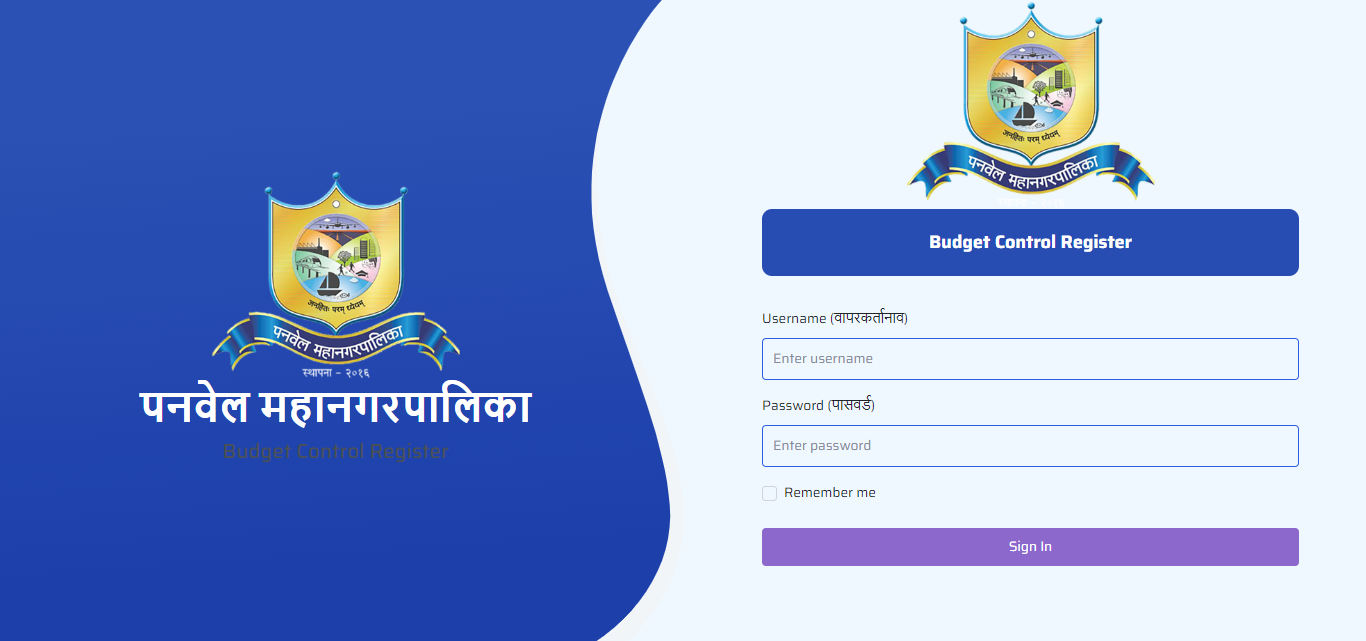 जनहितः परम् ध्येयम्
पनवेल महानगरपालिका
स्थापना - २०१६
पनवेल महानगरपालिका
Budget Control Register
जनहितः परम् ध्येयम्
पनवेल महानगरपालिका
Budget Control Register
Username (वापरकर्तानाव)
Enter username
Password (पासवर्ड)
Enter password
Remember me
Sign In